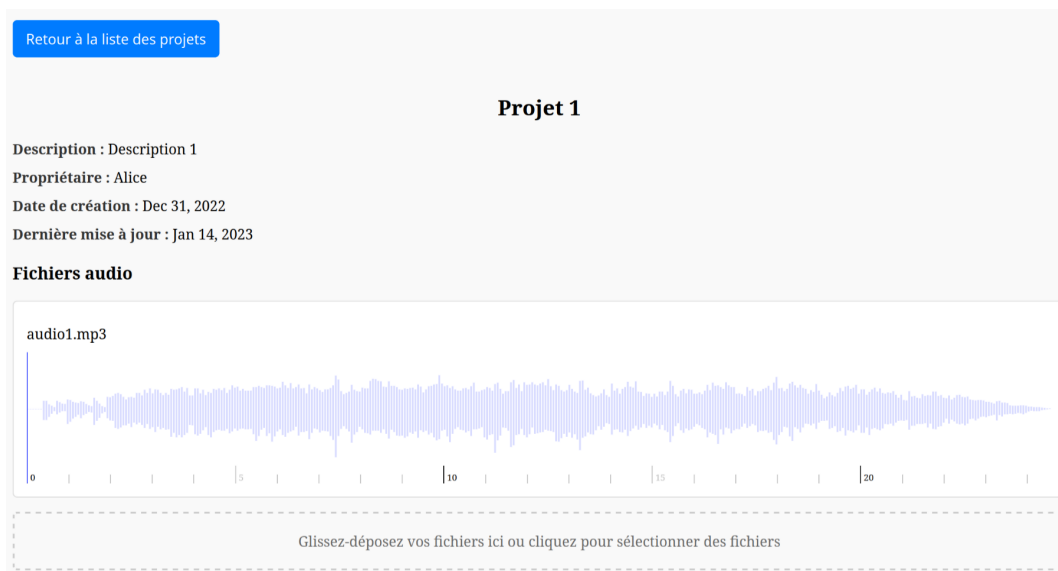 Retour à la liste des projets
Projet 1
Description : Description 1
Propriétaire : Alice
Date de création : Dec 31, 2022
Dernière mise à jour : Jan 14, 2023
Fichiers audio
audio1.mp3
0 5 10 15 20
Glissez-déposez vos fichiers ici ou cliquez pour sélectionner des fichiers